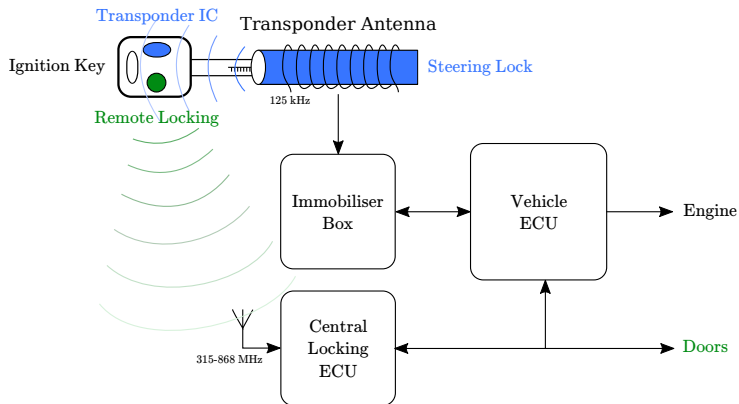 Transponder IC
Transponder Antenna
Ignition Key
Steering Lock
125 kHz
Remote Locking
Immobiliser
Box
Vehicle
ECU
Engine
Central
Locking
ECU
315-868 MHz
Doors